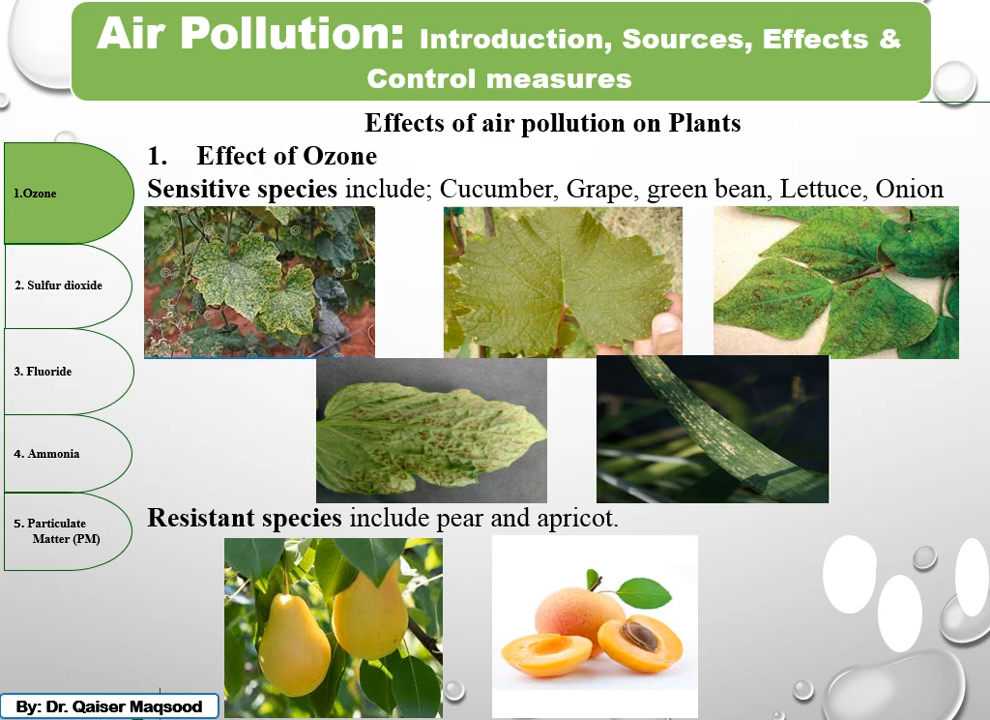 Air Pollution: Introduction, Sources, Effects &
Control measures
Effects of air pollution on Plants
1. Effect of Ozone
Sensitive species include; Cucumber, Grape, green bean, Lettuce, Onion
1.Ozone
2. Sulfur dioxide
3. Fluoride
4. Ammonia
5. Particulate
Matter (PM)
Resistant species include pear and apricot.
By: Dr. Qaiser Maqsood